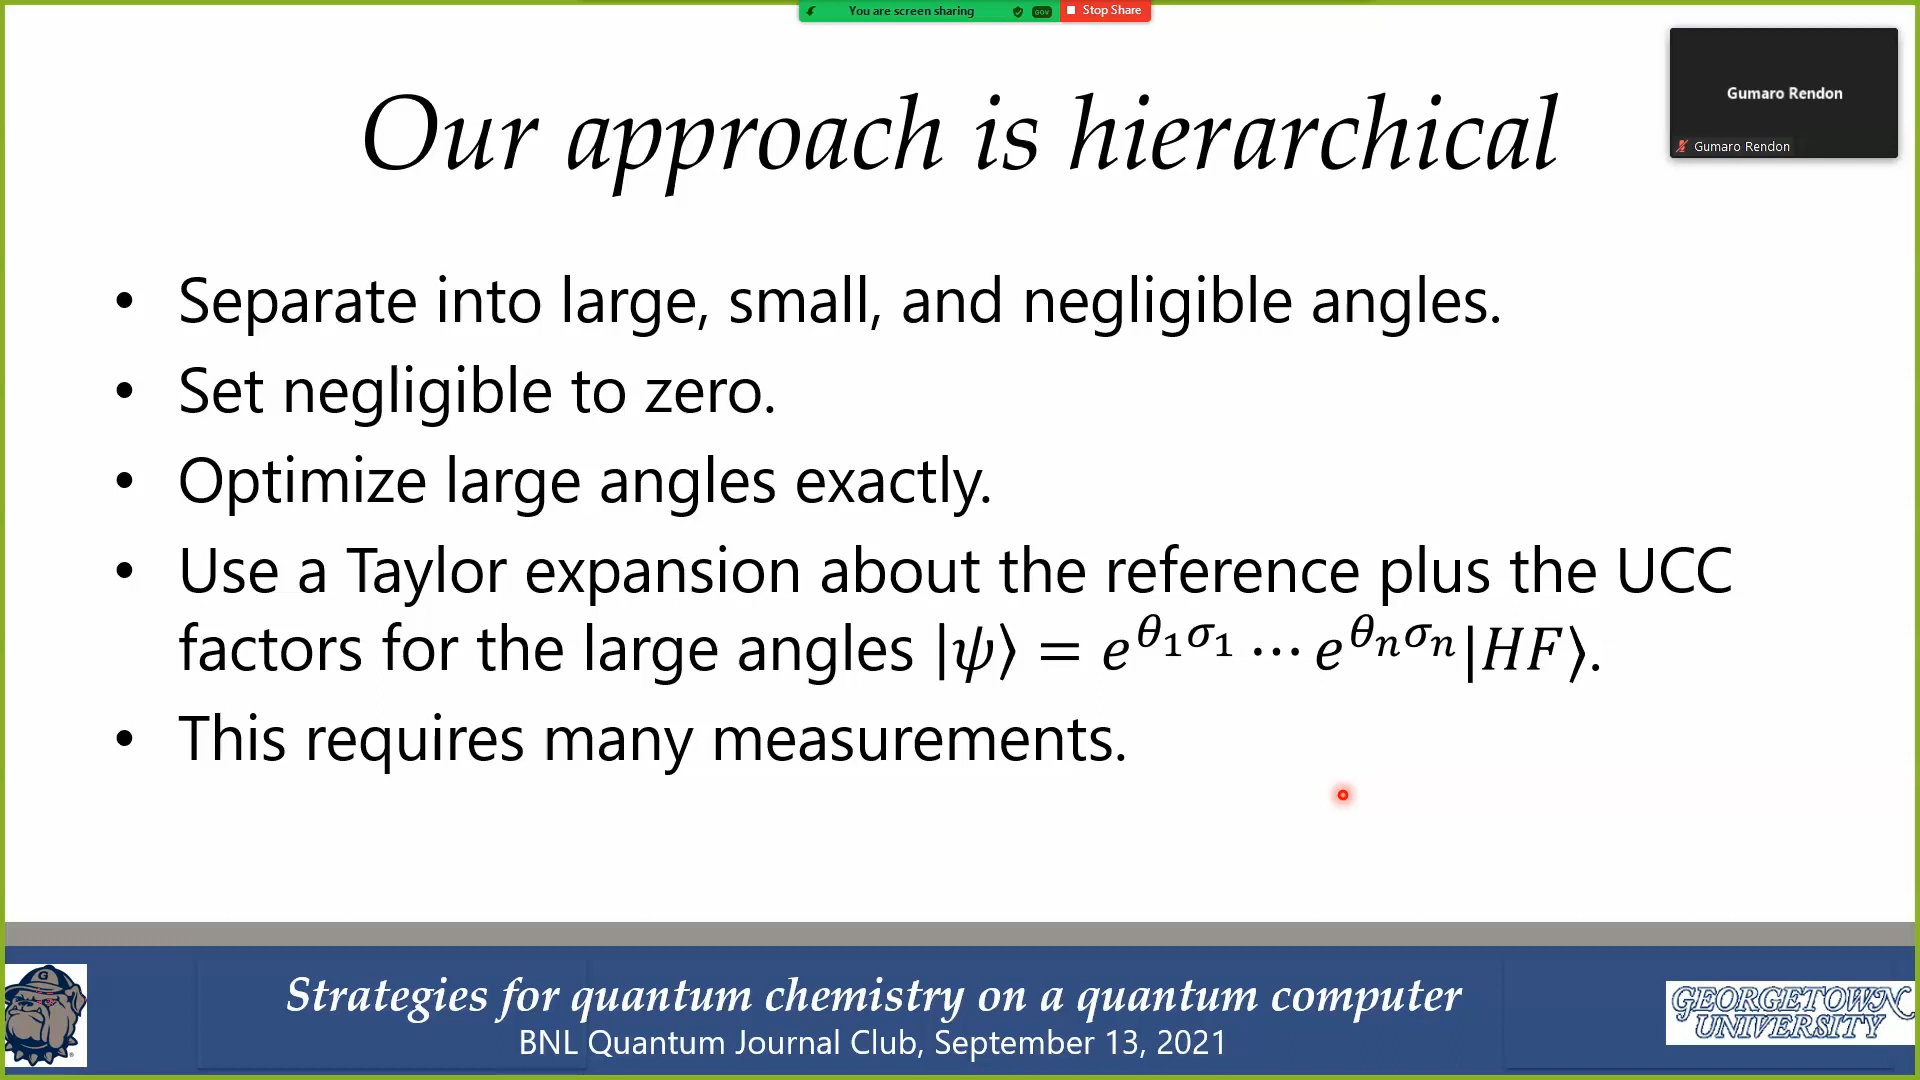 You are screen sharing GOV Stop Share
Gumaro Rendon
Gumaro Rendon
Our approach is hierarchical
• Separate into large, small, and negligible angles.
• Set negligible to zero.
• Optimize large angles exactly.
• Use a Taylor expansion about the reference plus the UCC
factors for the large angles |ψ⟩ = e^{θ₁σ₁} ⋯ e^{θₙσₙ}|HF⟩.
• This requires many measurements.
Strategies for quantum chemistry on a quantum computer
BNL Quantum Journal Club, September 13, 2021
G
GEORGETOWN
UNIVERSITY